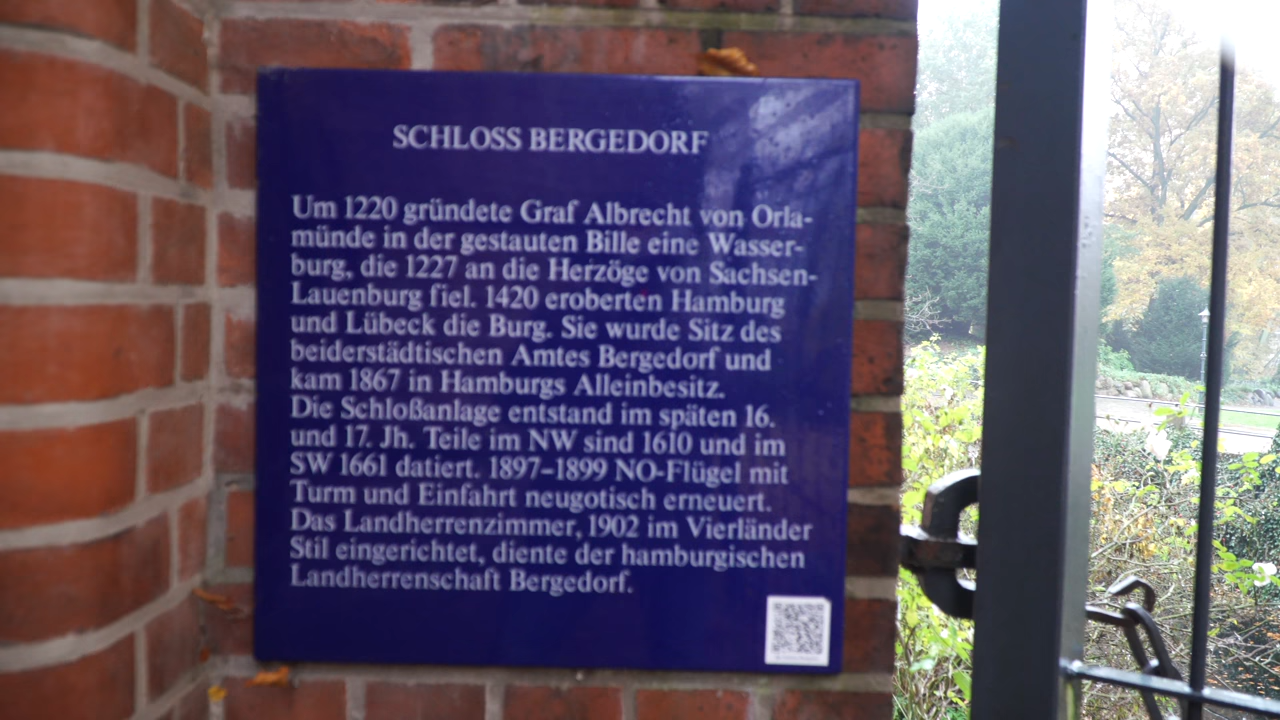 SCHLOSS BERGEDORF
Um 1220 gründete Graf Albrecht von Orla-
münde in der gestauten Bille eine Wasser-
burg, die 1227 an die Herzöge von Sachsen-
Lauenburg fiel. 1420 eroberten Hamburg
und Lübeck die Burg. Sie wurde Sitz des
beiderstädtischen Amtes Bergedorf und
kam 1867 in Hamburgs Alleinbesitz.
Die Schloßanlage entstand im späten 16.
und 17. Jh. Teile im NW sind 1610 und im
SW 1661 datiert. 1897–1899 NO-Flügel mit
Turm und Einfahrt neugotisch erneuert.
Das Landherrenzimmer, 1902 im Vierländer
Stil eingerichtet, diente der hamburgischen
Landherrenschaft Bergedorf.